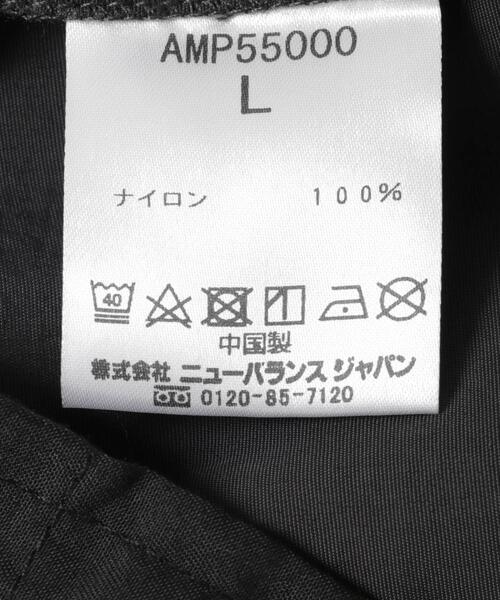 AMP55000
L
ナイロン 100%
40
中国製
株式会社 ニューバランス ジャパン
0120-85-7120